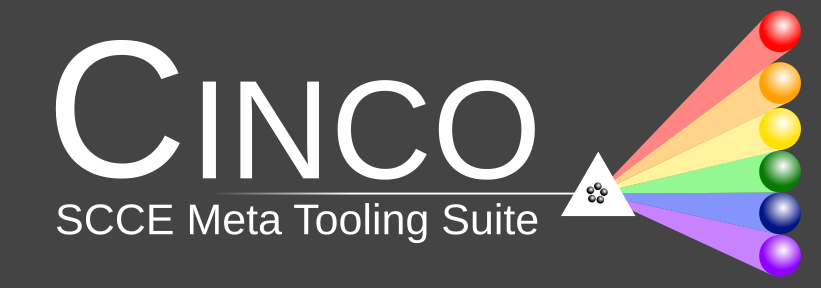 CINCO
SCCE Meta Tooling Suite